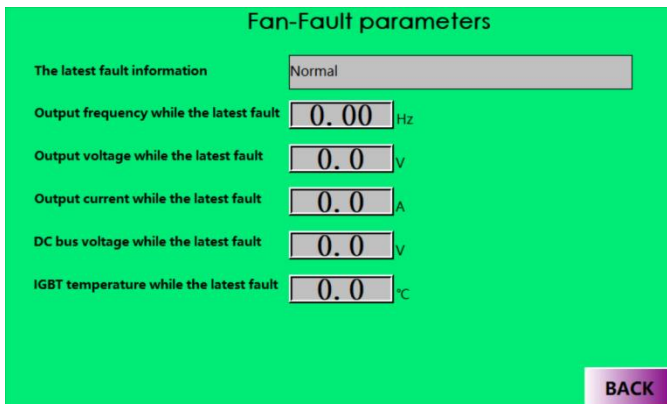 Fan-Fault parameters
The latest fault information Normal
Output frequency while the latest fault 0.00 Hz
Output voltage while the latest fault 0.0 V
Output current while the latest fault 0.0 A
DC bus voltage while the latest fault 0.0 V
IGBT temperature while the latest fault 0.0 °C
BACK